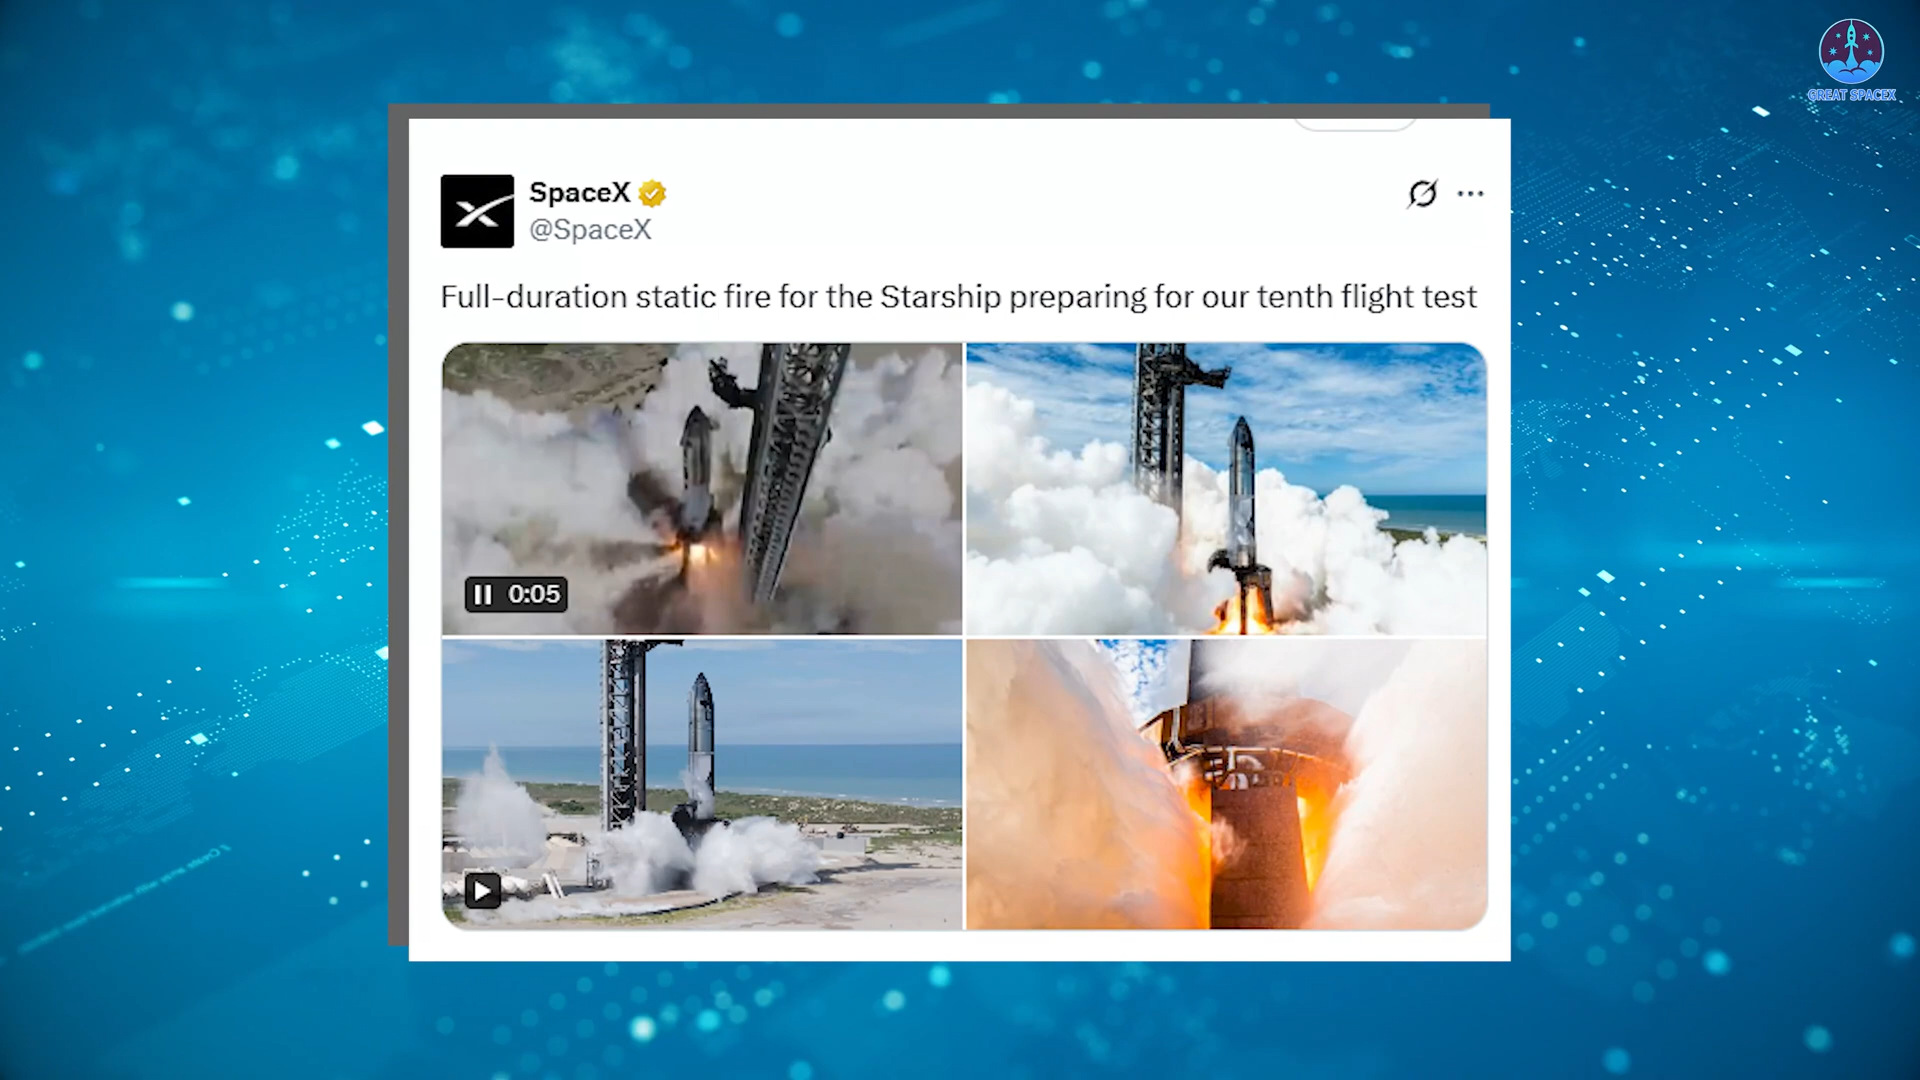 GREAT SPACEX
SpaceX
@SpaceX
Full-duration static fire for the Starship preparing for our tenth flight test
0:05